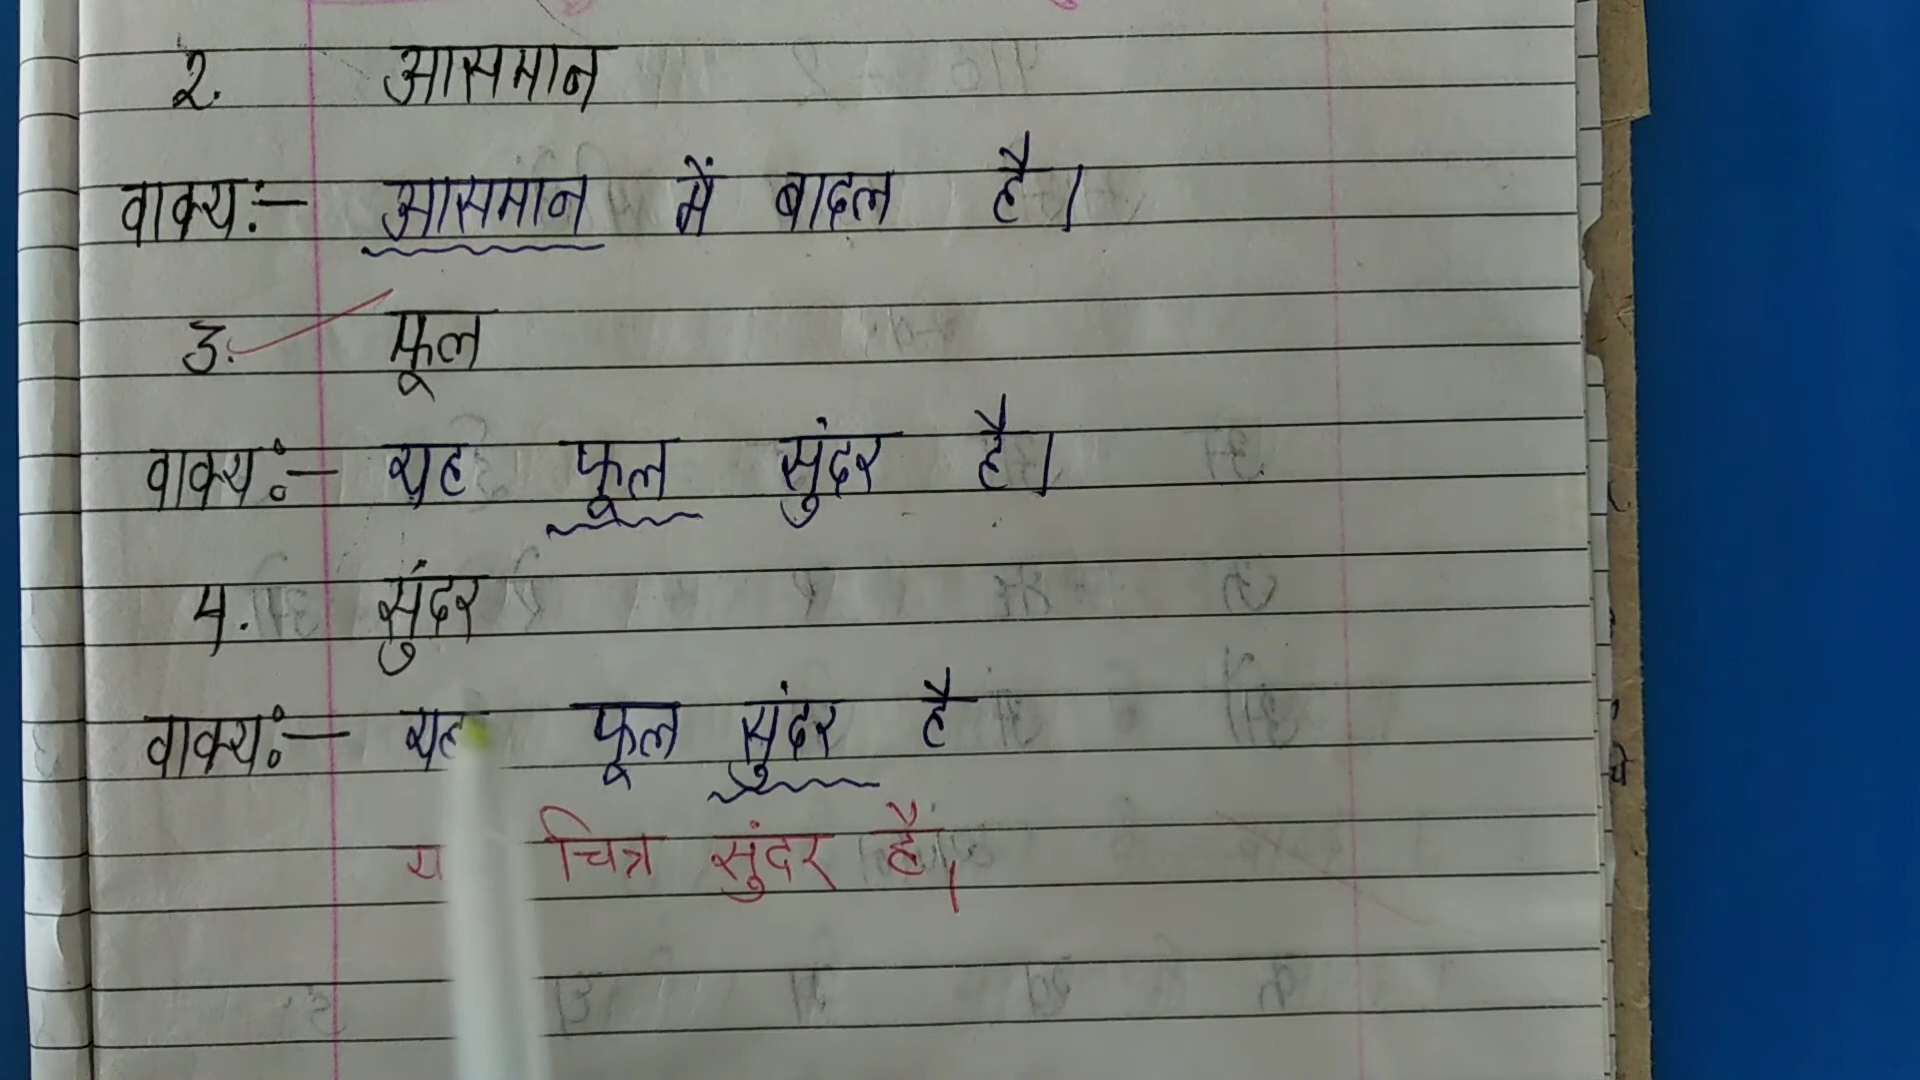 2. आसमान
वाक्य:- आसमान में बादल है।
3. फूल
वाक्य:- यह फूल सुंदर है।
4. सुंदर
वाक्य:- यह फूल सुंदर है
चित्र सुंदर है।